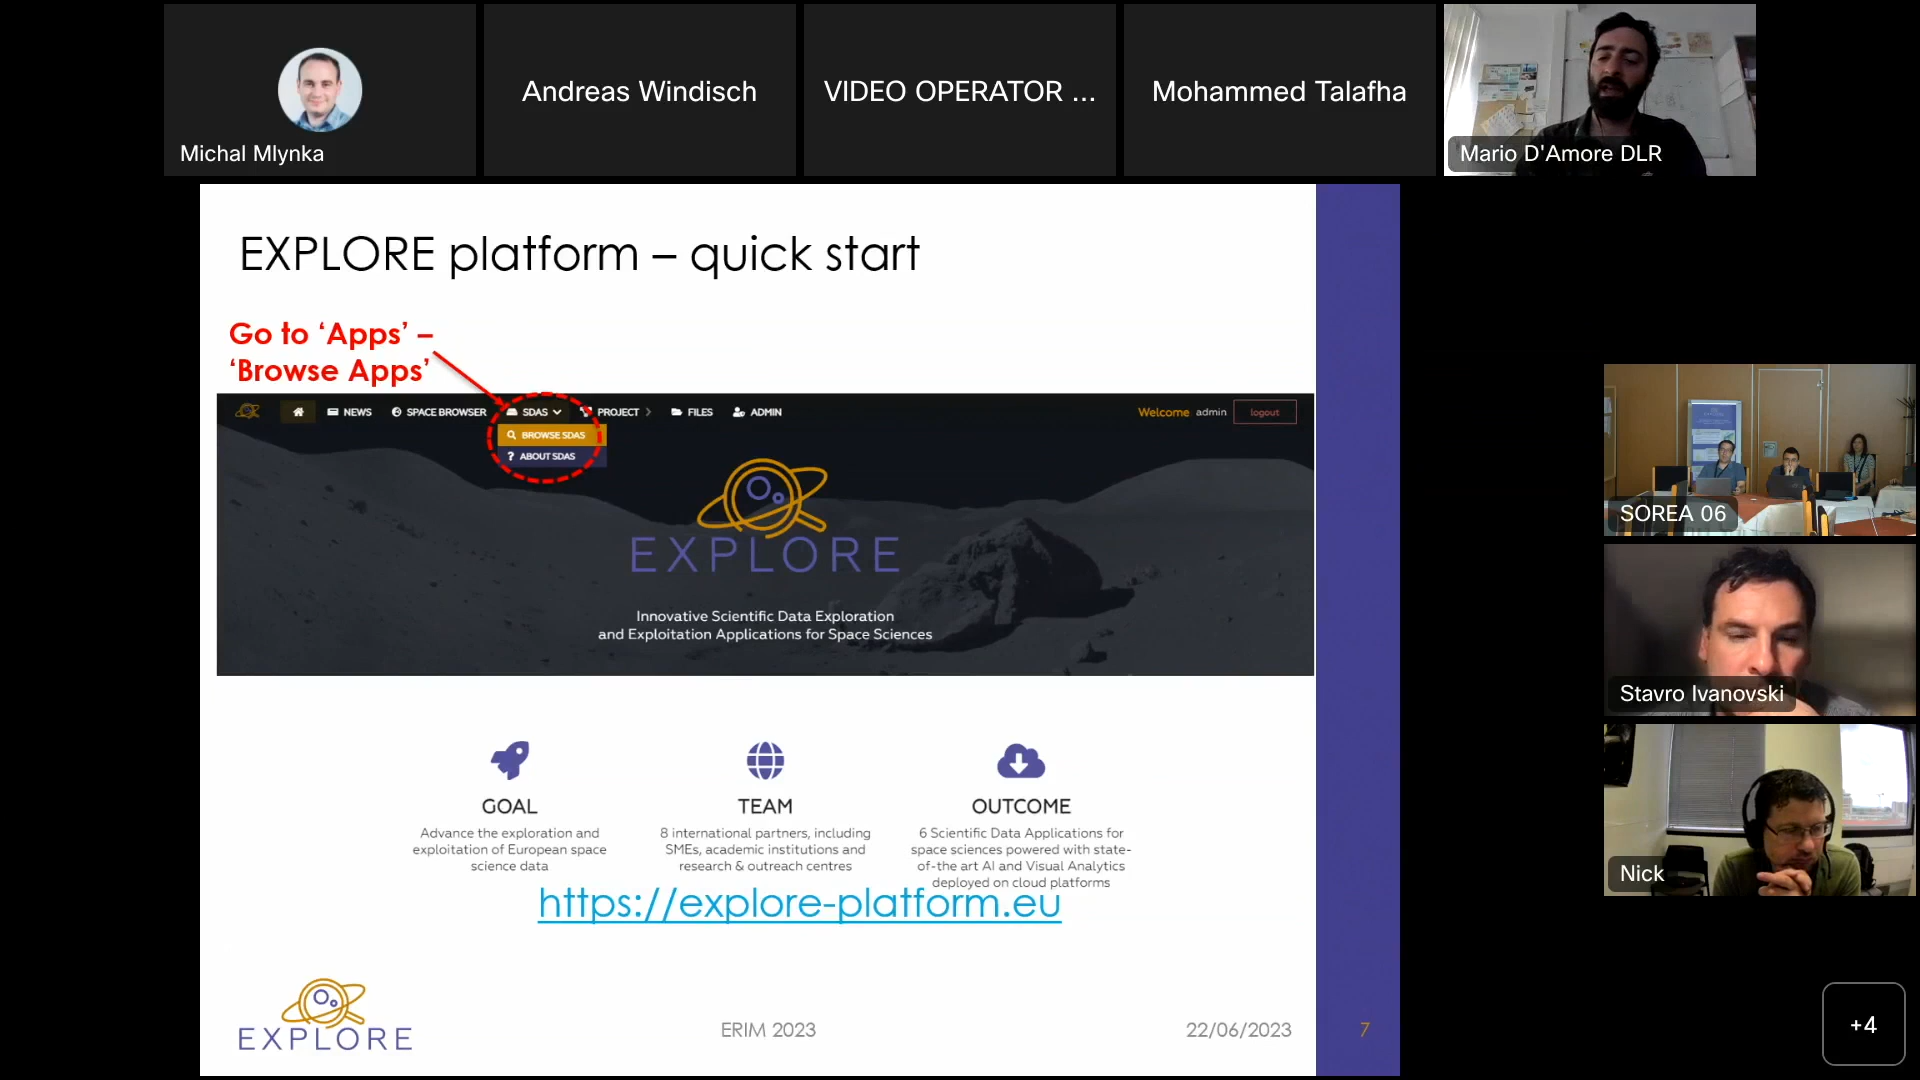 Michal Mlynka
Andreas Windisch
VIDEO OPERATOR ...
Mohammed Talafha
Mario D'Amore DLR
EXPLORE platform – quick start
Go to ‘Apps’ –
‘Browse Apps’
NEWS
SPACE BROWSER
SDAS
PROJECT
FILES
ADMIN
Welcome admin
logout
BROWSE SDAS
? ABOUT SDAS
EXPLORE
Innovative Scientific Data Exploration
and Exploitation Applications for Space Sciences
GOAL
Advance the exploration and
exploitation of European space
science data
TEAM
8 international partners, including
SMEs, academic institutions and
research & outreach centres
OUTCOME
6 Scientific Data Applications for
space sciences powered with state-
of-the art AI and Visual Analytics
deployed on cloud platforms
https://explore-platform.eu
EXPLORE
ERIM 2023
22/06/2023
7
SOREA 06
Stavro Ivanovski
Nick
+4